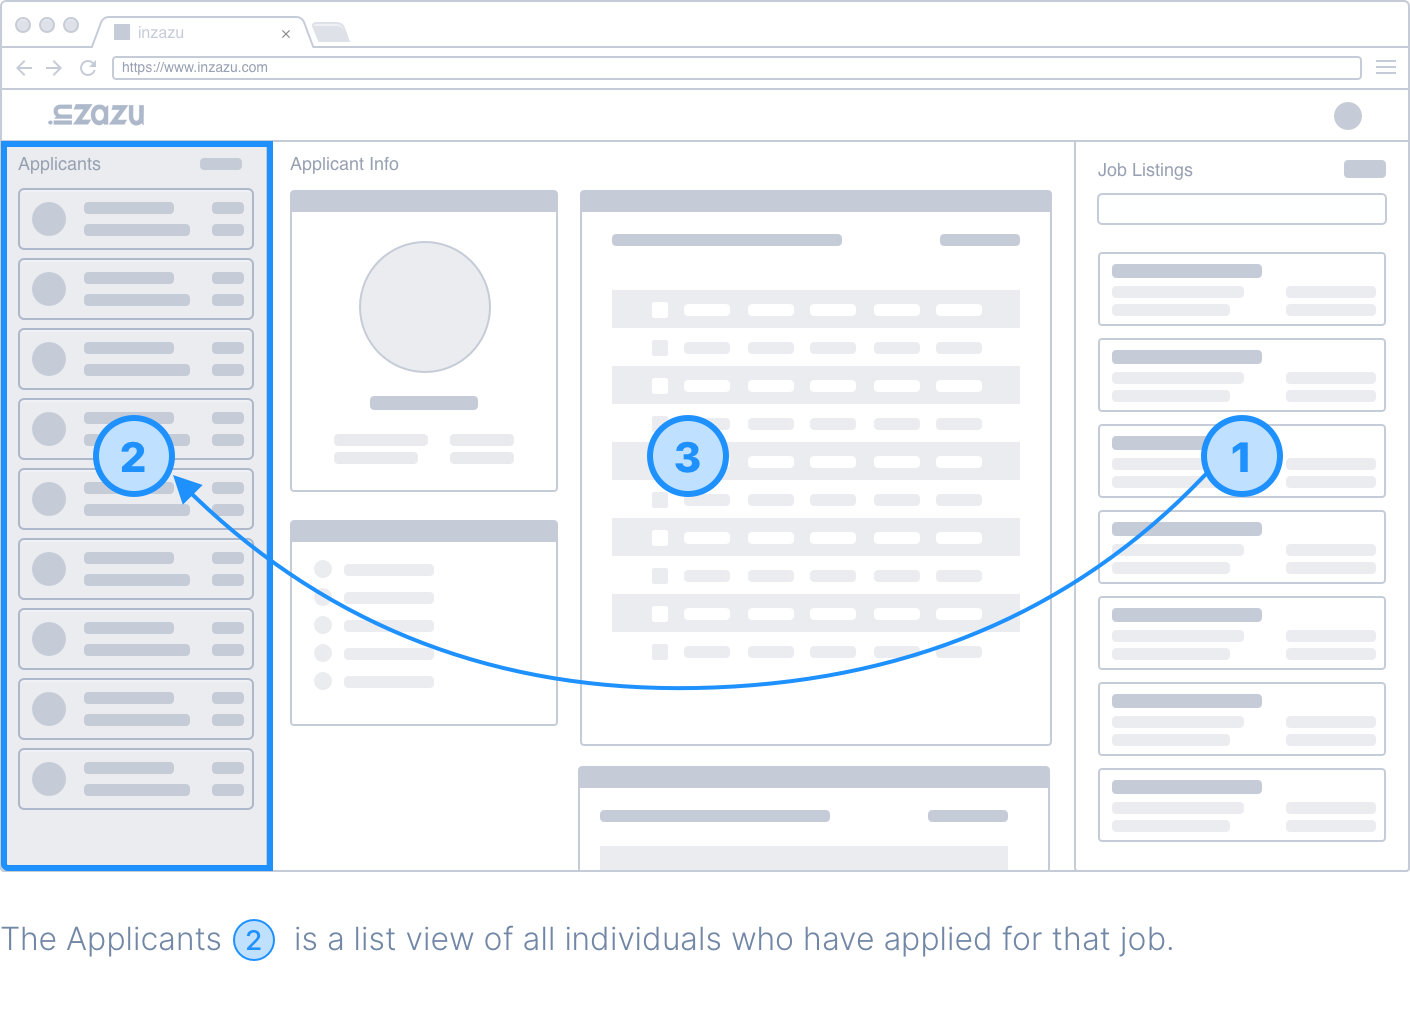 inzazu ×
https://www.inzazu.com
inzazu
Applicants
Applicant Info
Job Listings
2
3
1
The Applicants 2 is a list view of all individuals who have applied for that job.